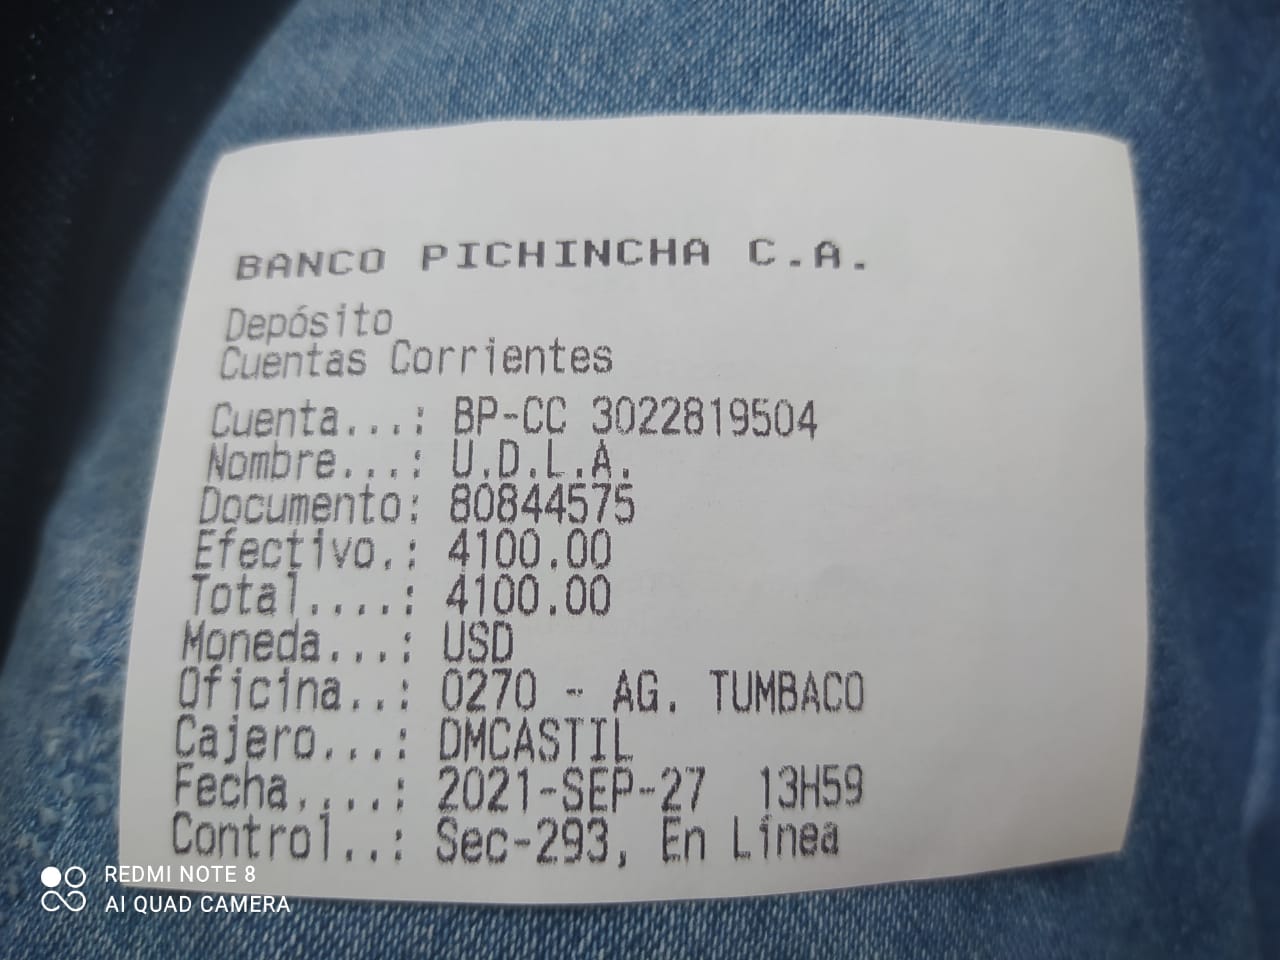 BANCO PICHINCHA C.A.
Depósito
Cuentas Corrientes
Cuenta...: BP-CC 3022819504
Nombre...: U.D.L.A.
Documento: 80844575
Efectivo.: 4100.00
Total....: 4100.00
Moneda...: USD
Oficina..: 0270 - AG. TUMBACO
Cajero...: DMCASTIL
Fecha....: 2021-SEP-27 13H59
Control..: Sec-293, En Línea
REDMI NOTE 8
AI QUAD CAMERA